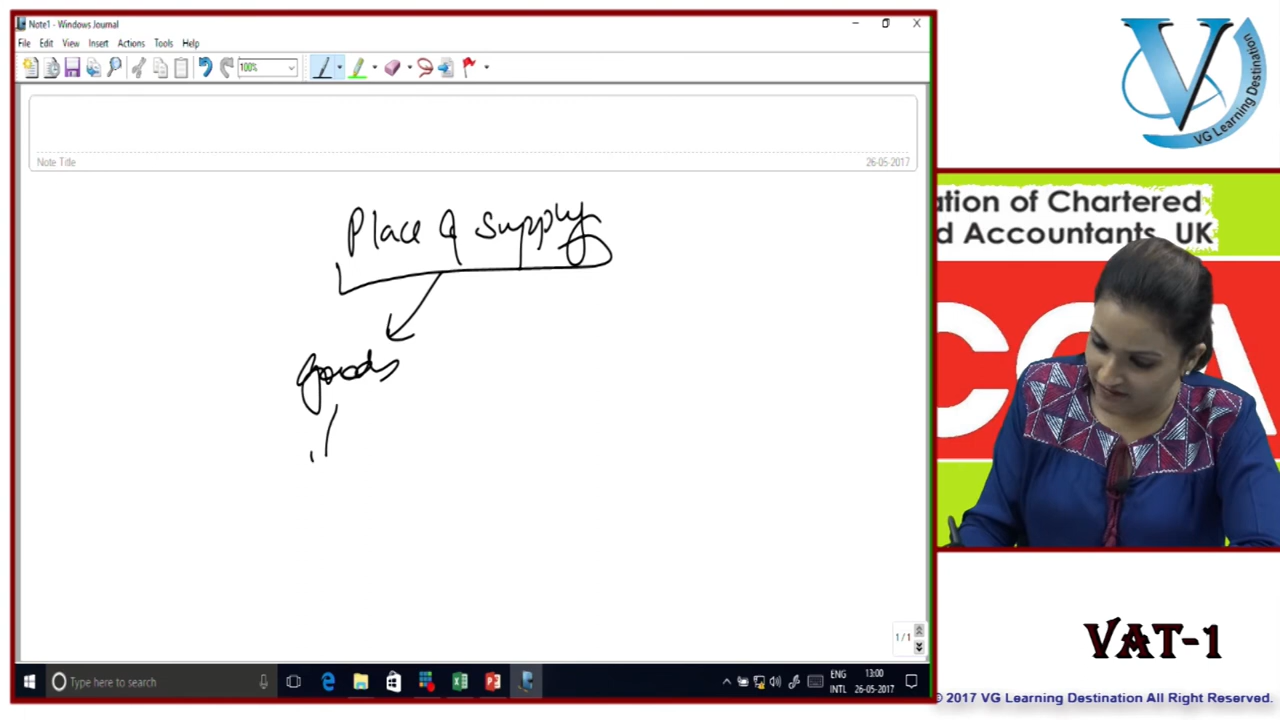 Note1 - Windows Journal
File Edit View Insert Actions Tools Help
100%
Note Title
26-05-2017
Place of supply
goods
1 / 1
Type here to search
ENG
INTL
13:00
26-05-2017
V
VG Learning Destination
ation of Chartered
d Accountants, UK
CCA
VAT-1
© 2017 VG Learning Destination All Right Reserved.